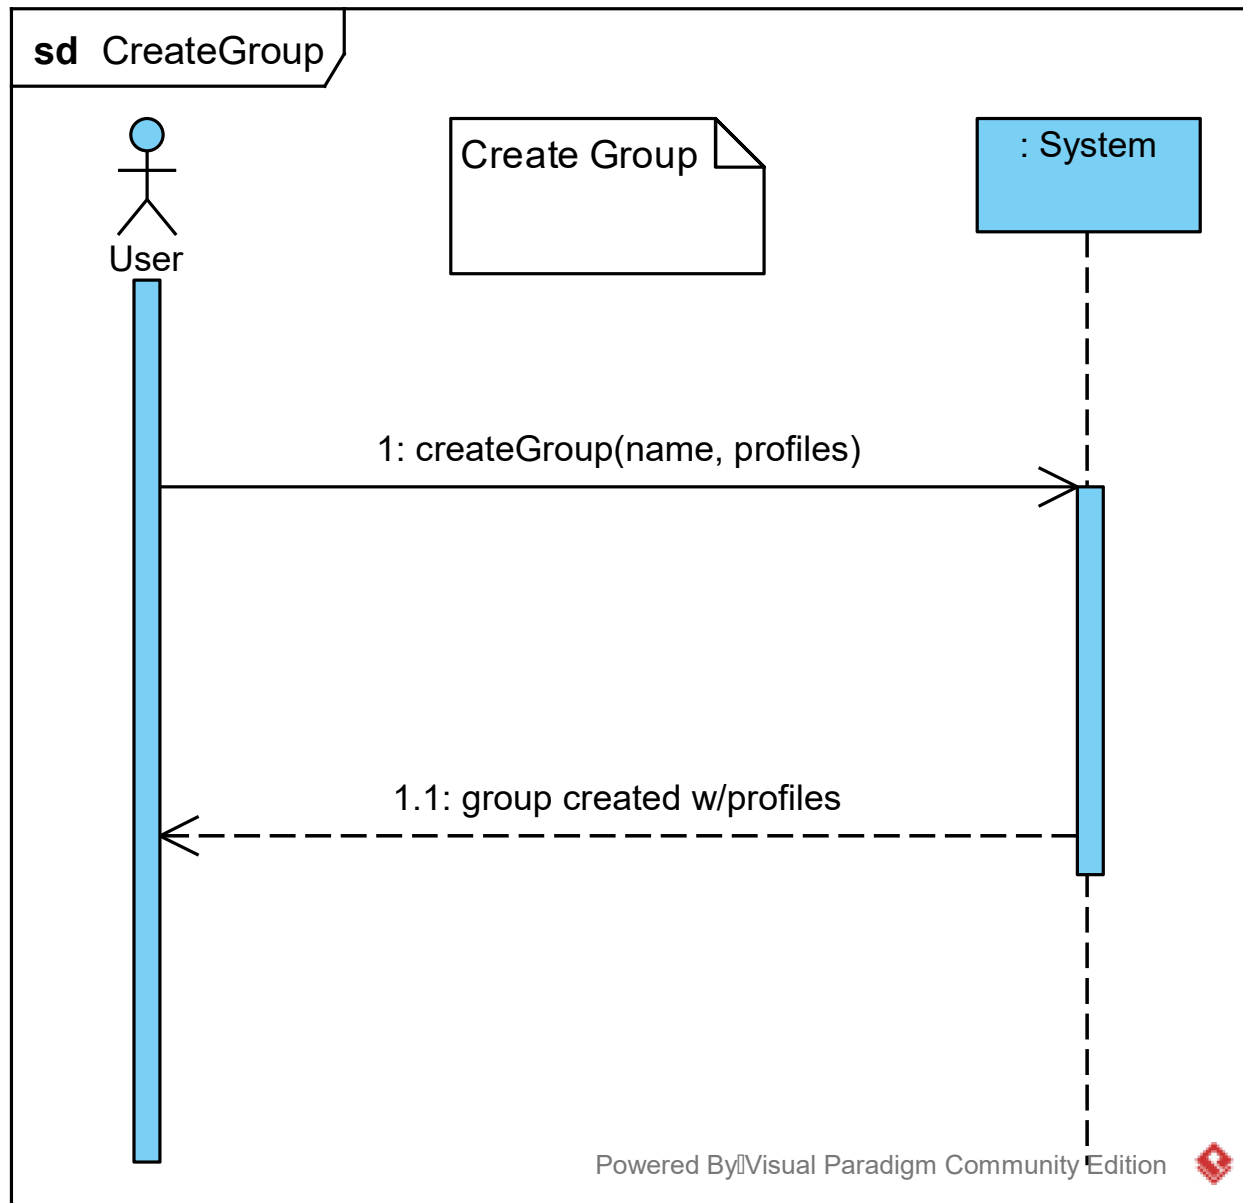 sd CreateGroup
Create Group
: System
User
1: createGroup(name, profiles)
1.1: group created w/profiles
Powered By Visual Paradigm Community Edition